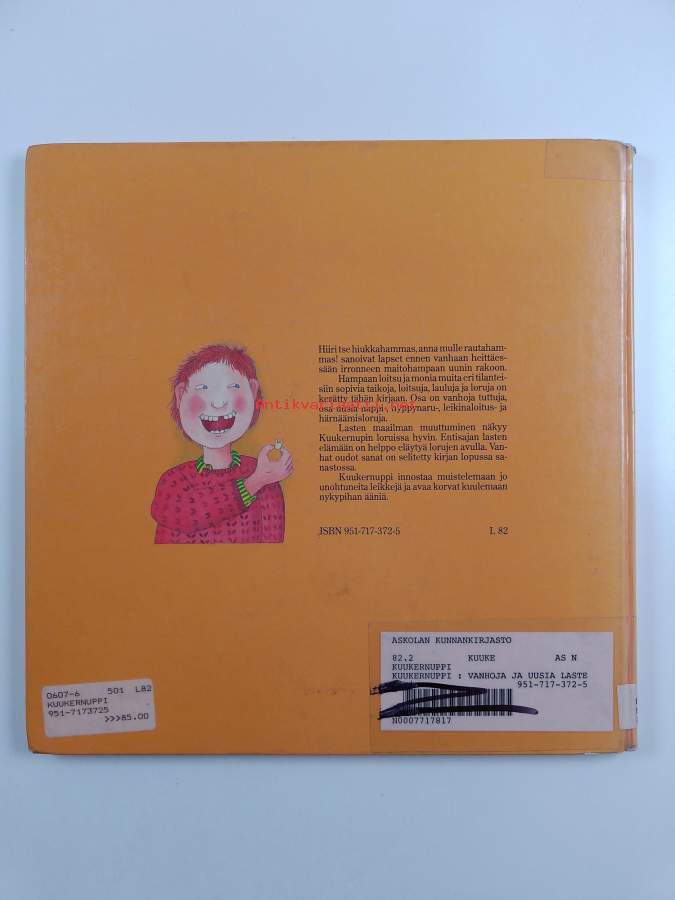 Hiiri tse hiukkahammas, anna mulle rautaham-
mas! sanoivat lapset ennen vanhaan heittäes-
sään irronneen maitohampaan uunin rakoon.
Hampaan loitsu ja monia muita eri tilantei-
siin sopivia taikoja, loitsuja, lauluja ja loruja on
kerätty tähän kirjaan. Osa on vanhoja tuttuja,
osa uusia nappi-, hyppynaru-, leikinaloitus- ja
härnäämisloruja.
Lasten maailman muuttuminen näkyy
Kuukernupin loruissa hyvin. Entisajan lasten
elämään on helppo eläytyä lorujen avulla. Van-
hat oudot sanat on selitetty kirjan lopussa sa-
nastossa.
Kuukernuppi innostaa muistelemaan jo
unohtuneita leikkejä ja avaa korvat kuulemaan
nykypihan ääniä.
ISBN 951-717-372-5 L 82
ASKOLAN KUNNANKIRJASTO
82.2 KUUKE AS N
KUUKERNUPPI
KUUKERNUPPI : VANHOJA JA UUSIA LASTE
951-717-372-5
N0007717817
0607-6 501 L82
KUUKERNUPPI
951-7173725
>>>85.00